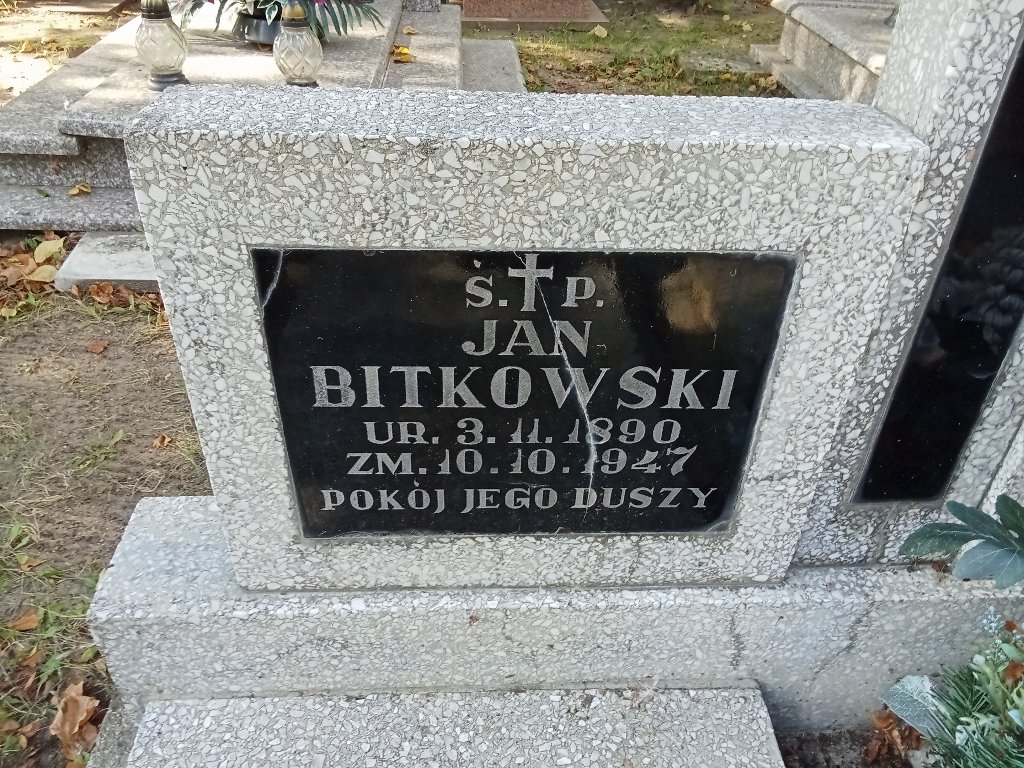 Ś. P.
JAN
BITKOWSKI
UR. 3. 11. 1890
ZM. 10. 10. 1947
POKÓJ JEGO DUSZY